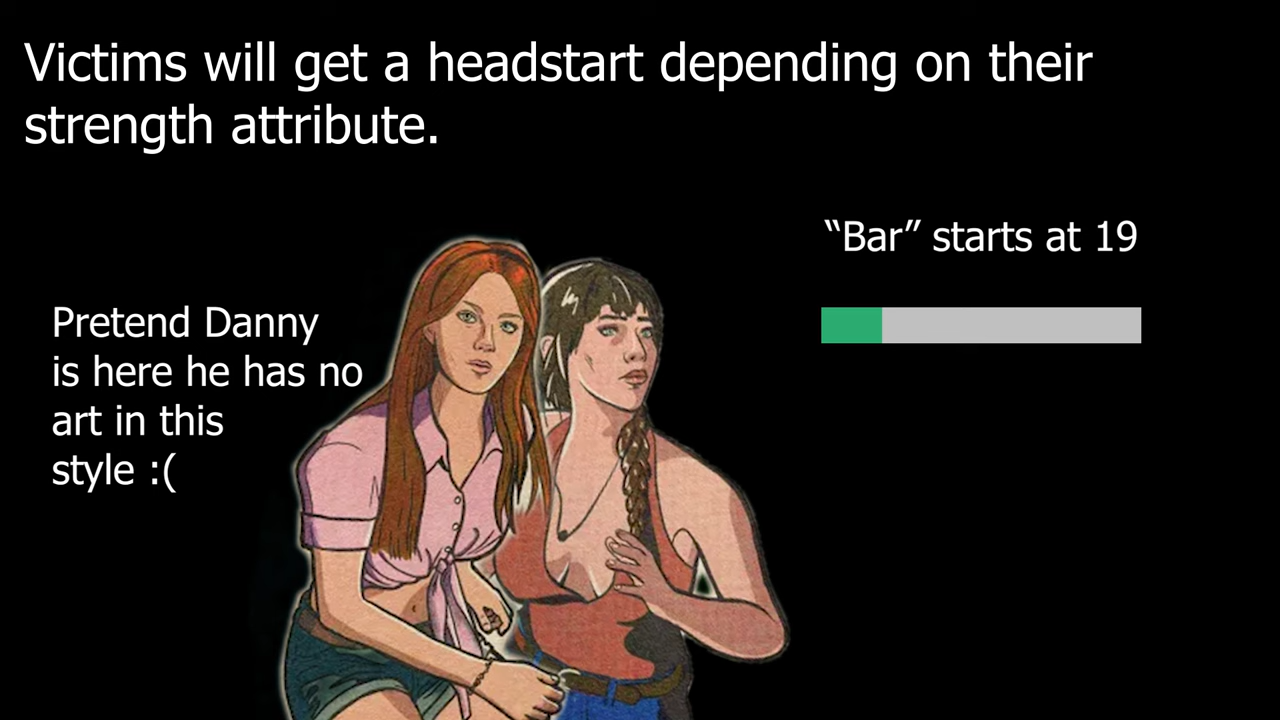 Victims will get a headstart depending on their
strength attribute.
“Bar” starts at 19
Pretend Danny
is here he has no
art in this
style :(